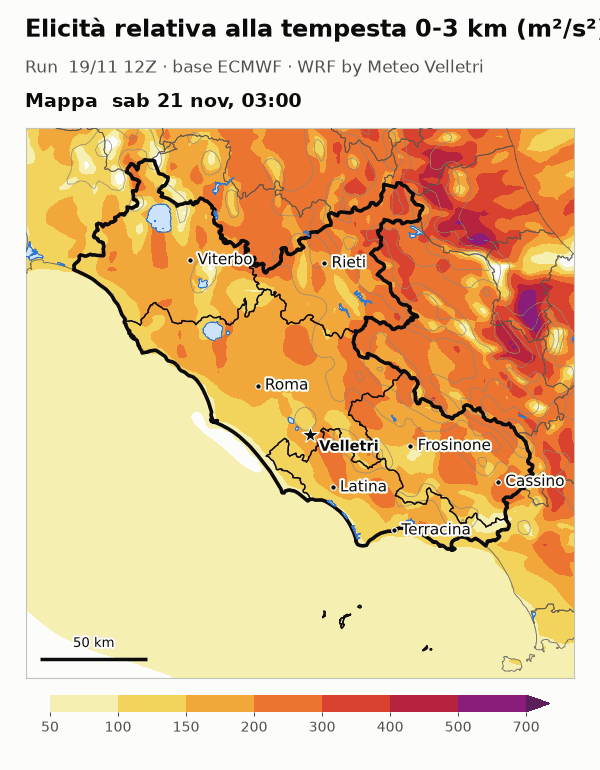 Elicità relativa alla tempesta 0-3 km (m²/s²)
Run  19/11 12Z · base ECMWF · WRF by Meteo Velletri
Mappa  sab 21 nov, 03:00
Viterbo
Rieti
Roma
Velletri
Frosinone
Cassino
Latina
Terracina
50 km
50 100 150 200 300 400 500 700